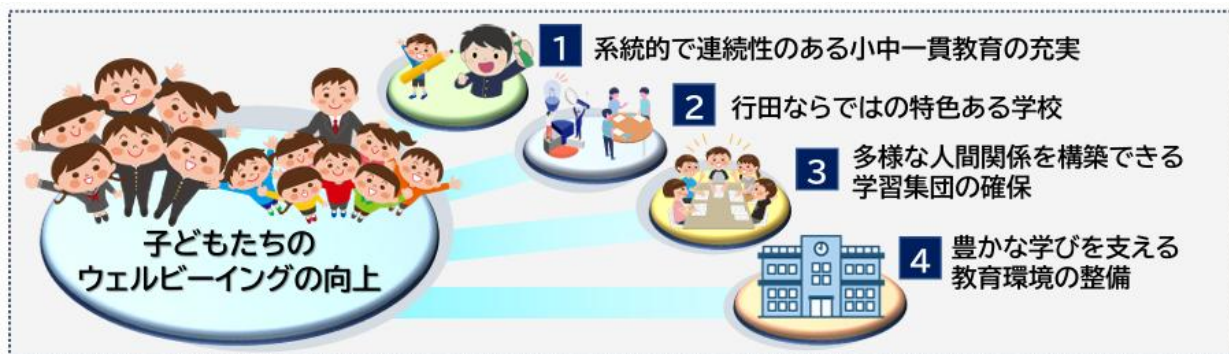 1 系統的で連続性のある小中一貫教育の充実
2 行田ならではの特色ある学校
3 多様な人間関係を構築できる
学習集団の確保
4 豊かな学びを支える
教育環境の整備
子どもたちの
ウェルビーイングの向上